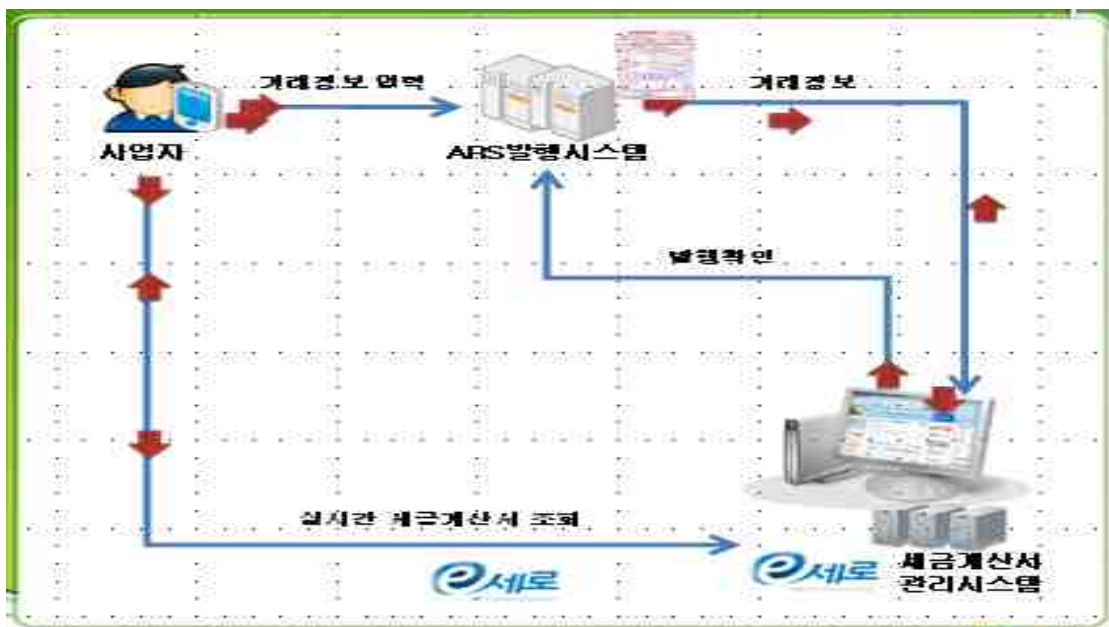 거래정보 입력
거래정보
사업자
ARS발행시스템
발행확인
실시간 세금계산서 조회
e세로
e세로
세금계산서
관리시스템